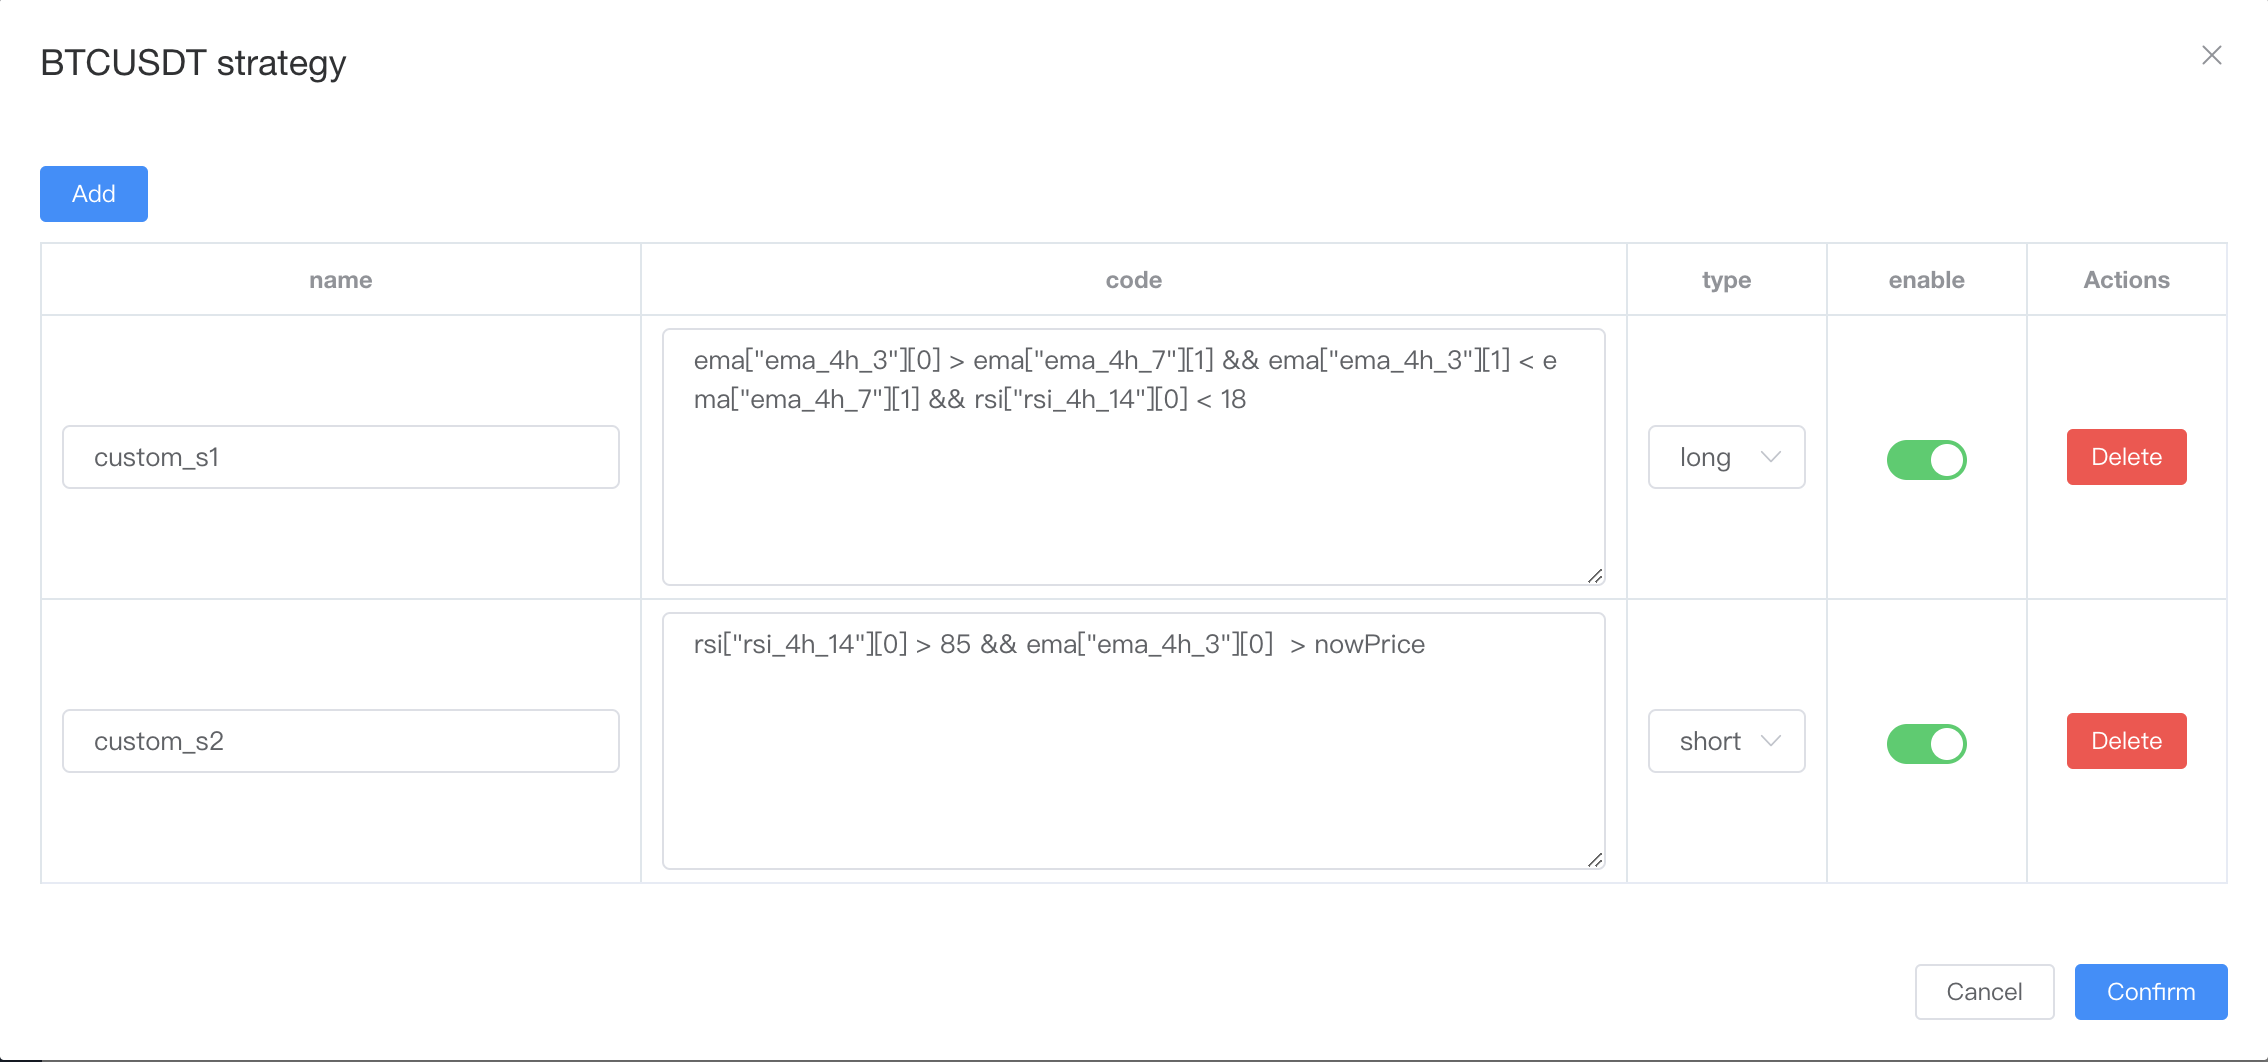 BTCUSDT strategy
Add
name code type enable Actions
custom_s1
ema["ema_4h_3"][0] > ema["ema_4h_7"][1] && ema["ema_4h_3"][1] < e
ma["ema_4h_7"][1] && rsi["rsi_4h_14"][0] < 18
long
Delete
custom_s2
rsi["rsi_4h_14"][0] > 85 && ema["ema_4h_3"][0]  > nowPrice
short
Delete
Cancel
Confirm